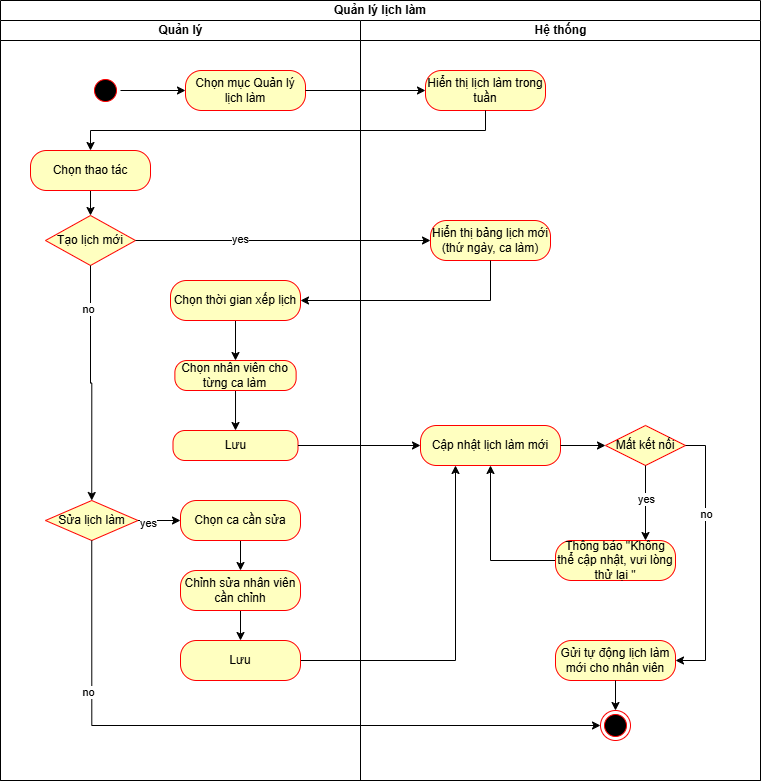 Quản lý lịch làm
Quản lý
Hệ thống
Chọn mục Quản lý
lịch làm
Hiển thị lịch làm trong
tuần
Chọn thao tác
Tạo lịch mới
yes
Hiển thị bảng lịch mới
(thứ ngày, ca làm)
no
Chọn thời gian xếp lịch
Chọn nhân viên cho
từng ca làm
Lưu
Cập nhật lịch làm mới
Mất kết nối
yes
no
Sửa lịch làm
yes
Chọn ca cần sửa
Thông báo "Không
thể cập nhật, vưi lòng
thử lai "
Chỉnh sửa nhân viên
cần chỉnh
Lưu
Gửi tự động lịch làm
mới cho nhân viên
no